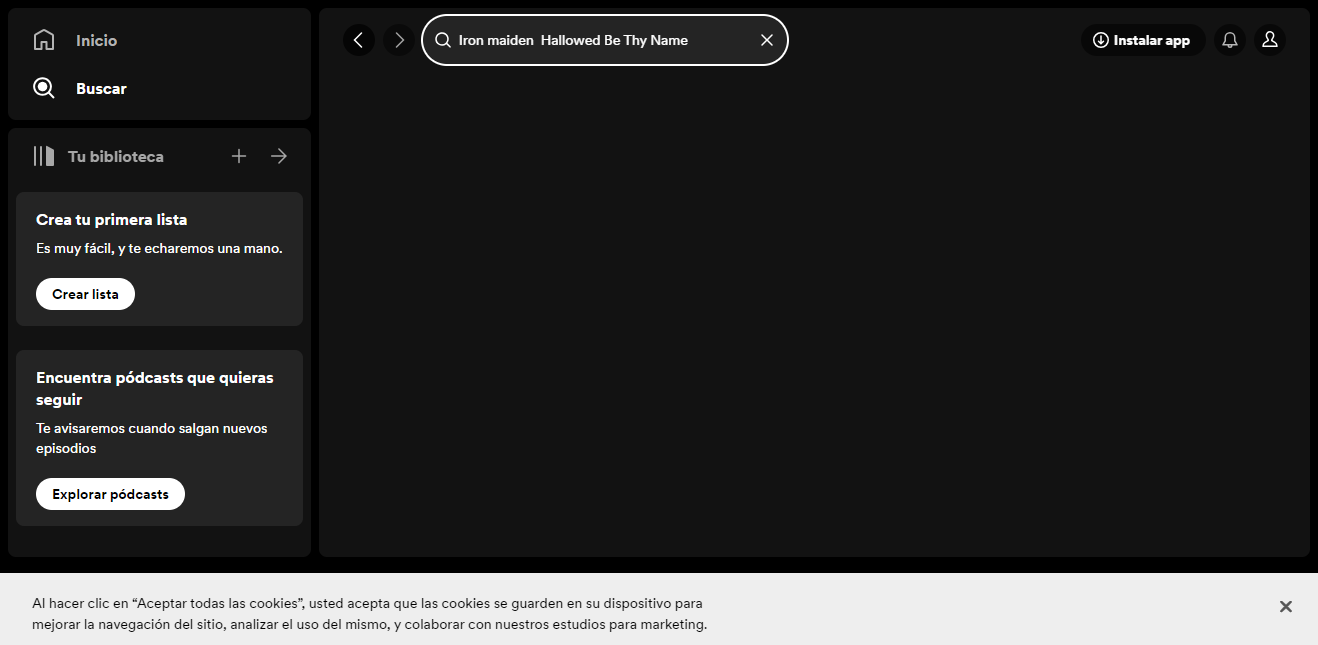 Inicio
Buscar
Tu biblioteca
Crea tu primera lista
Es muy fácil, y te echaremos una mano.
Crear lista
Encuentra pódcasts que quieras
seguir
Te avisaremos cuando salgan nuevos
episodios
Explorar pódcasts
Iron maiden  Hallowed Be Thy Name
Instalar app
Al hacer clic en “Aceptar todas las cookies”, usted acepta que las cookies se guarden en su dispositivo para
mejorar la navegación del sitio, analizar el uso del mismo, y colaborar con nuestros estudios para marketing.